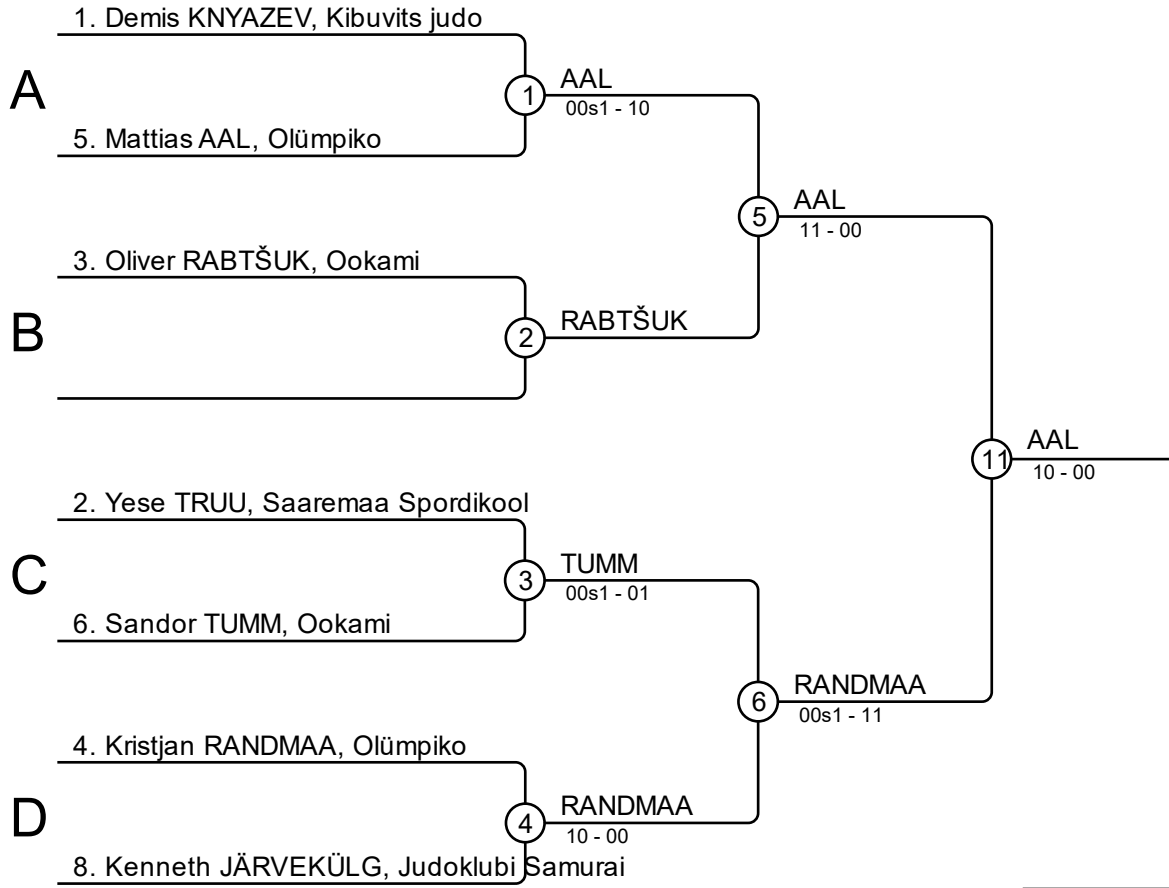 1. Demis KNYAZEV, Kibuvits judo
A
1
AAL
00s1 - 10
5. Mattias AAL, Olümpiko
5
AAL
11 - 00
3. Oliver RABTŠUK, Ookami
B
2
RABTŠUK
11
AAL
10 - 00
2. Yese TRUU, Saaremaa Spordikool
C
3
TUMM
00s1 - 01
6. Sandor TUMM, Ookami
6
RANDMAA
00s1 - 11
4. Kristjan RANDMAA, Olümpiko
D
4
RANDMAA
10 - 00
8. Kenneth JÄRVEKÜLG, Judoklubi Samurai